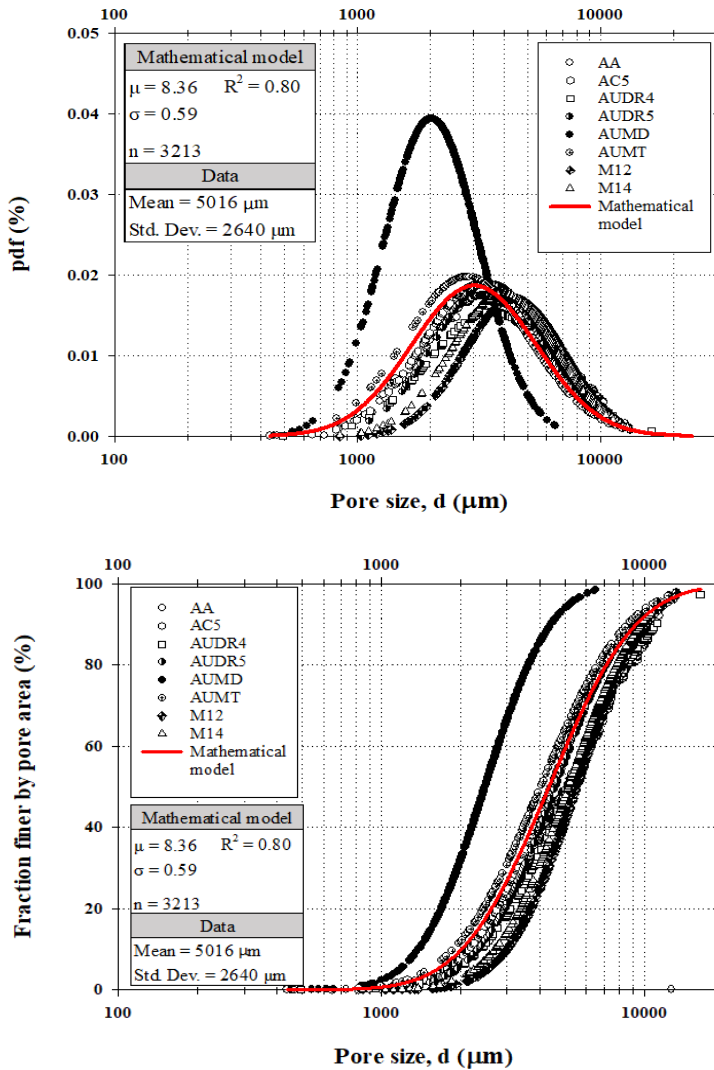 100 1000 10000
0.05
0.04
0.03
0.02
0.01
0.00
pdf (%)
Mathematical model
μ = 8.36 R² = 0.80
σ = 0.59
n = 3213
Data
Mean = 5016 μm
Std. Dev. = 2640 μm
AA
AC5
AUDR4
AUDR5
AUMD
AUMT
M12
M14
Mathematical
model
100 1000 10000
Pore size, d (μm)
100 1000 10000
100
80
60
40
20
0
Fraction finer by pore area (%)
AA
AC5
AUDR4
AUDR5
AUMD
AUMT
M12
M14
Mathematical
model
Mathematical model
μ = 8.36 R² = 0.80
σ = 0.59
n = 3213
Data
Mean = 5016 μm
Std. Dev. = 2640 μm
100 1000 10000
Pore size, d (μm)